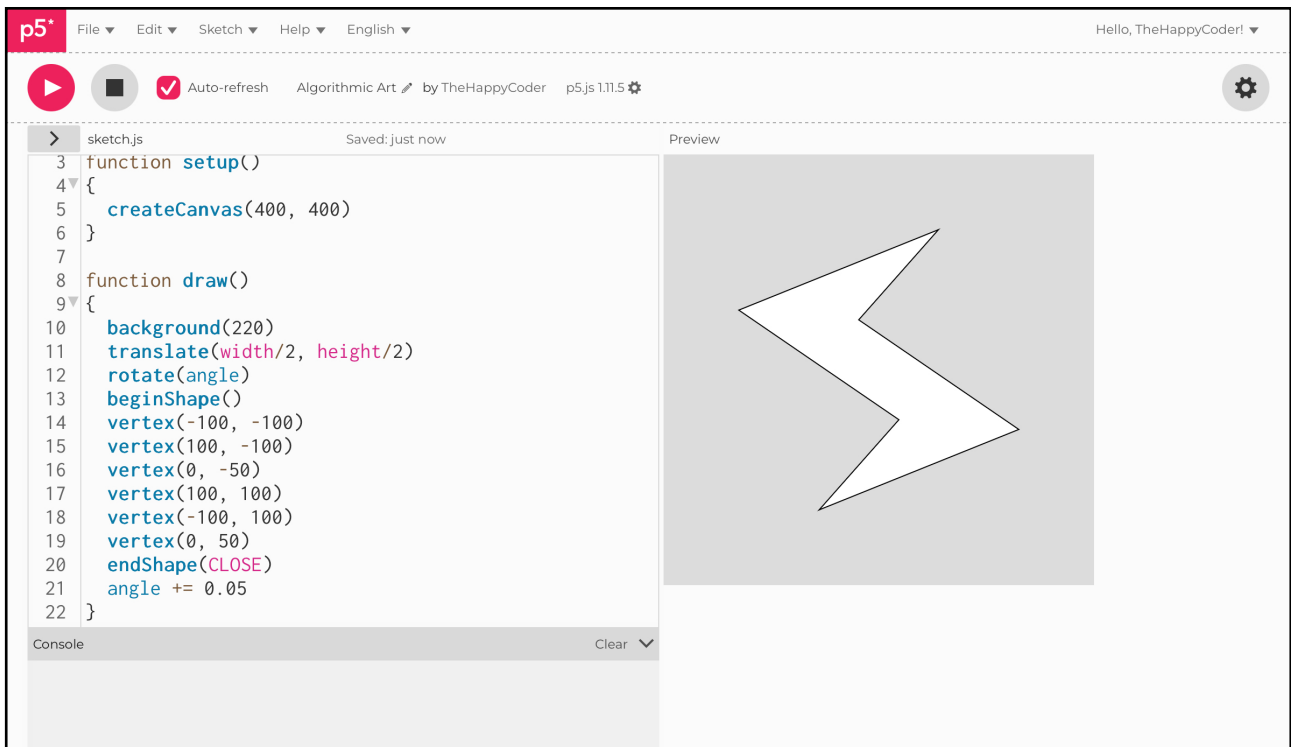 p5* File Edit Sketch Help English Hello, TheHappyCoder!
Auto-refresh Algorithmic Art by TheHappyCoder p5.js 1.11.5
sketch.js Saved: just now Preview
3 function setup()
4 {
5 createCanvas(400, 400)
6 }
7
8 function draw()
9 {
10 background(220)
11 translate(width/2, height/2)
12 rotate(angle)
13 beginShape()
14 vertex(-100, -100)
15 vertex(100, -100)
16 vertex(0, -50)
17 vertex(100, 100)
18 vertex(-100, 100)
19 vertex(0, 50)
20 endShape(CLOSE)
21 angle += 0.05
22 }
Console Clear